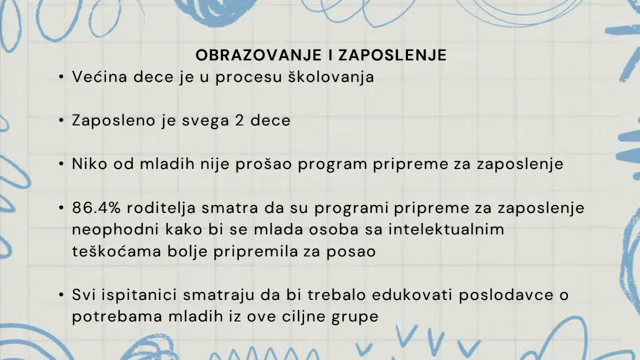 OBRAZOVANJE I ZAPOSLENJE
• Većina dece je u procesu školovanja
• Zaposleno je svega 2 dece
• Niko od mladih nije prošao program pripreme za zaposlenje
• 86.4% roditelja smatra da su programi pripreme za zaposlenje
neophodni kako bi se mlada osoba sa intelektualnim
teškoćama bolje pripremila za posao
• Svi ispitanici smatraju da bi trebalo edukovati poslodavce o
potrebama mladih iz ove ciljne grupe